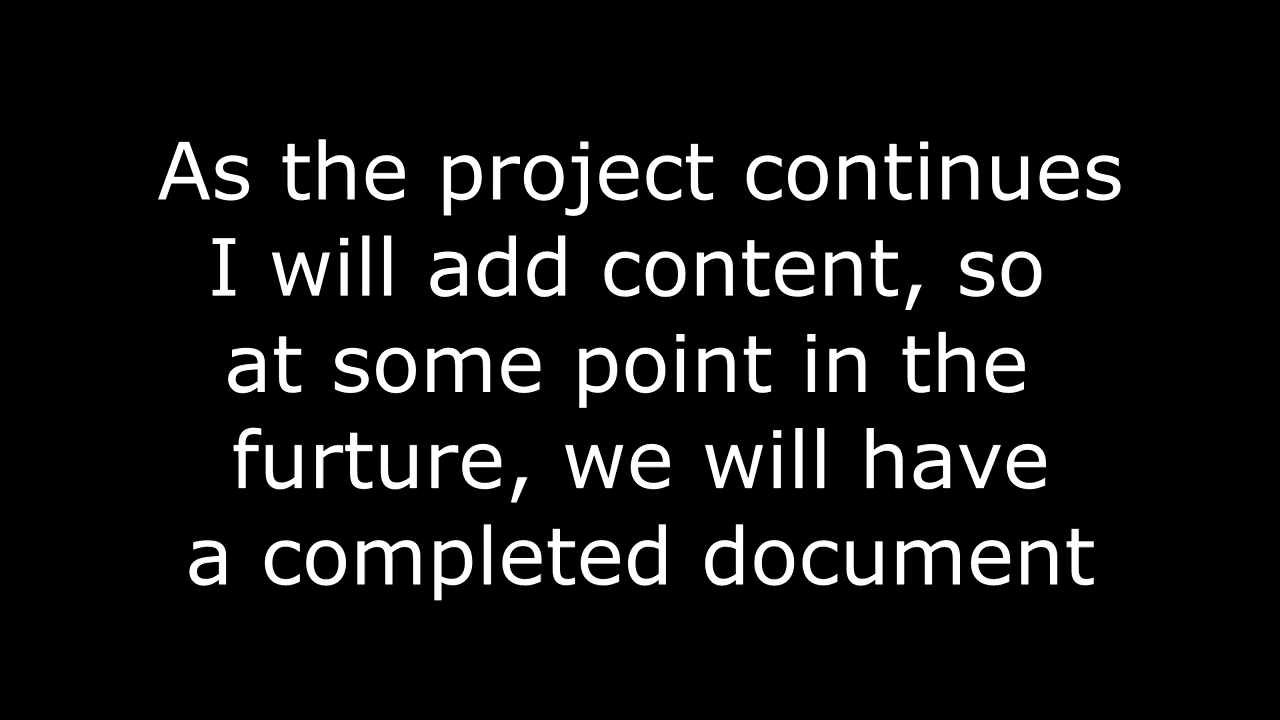 As the project continues
I will add content, so
at some point in the
furture, we will have
a completed document